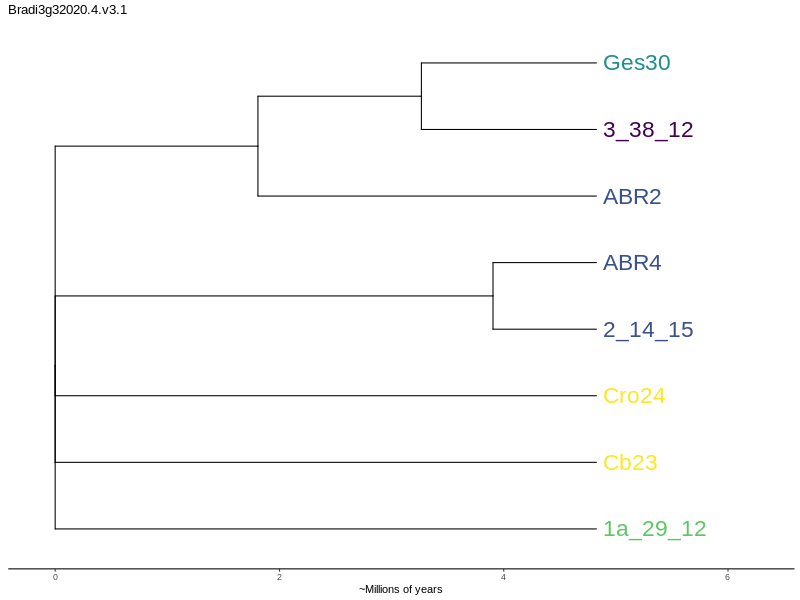 Bradi3g32020.4.v3.1
Ges30
3_38_12
ABR2
ABR4
2_14_15
Cro24
Cb23
1a_29_12
0 2 4 6
~Millions of years